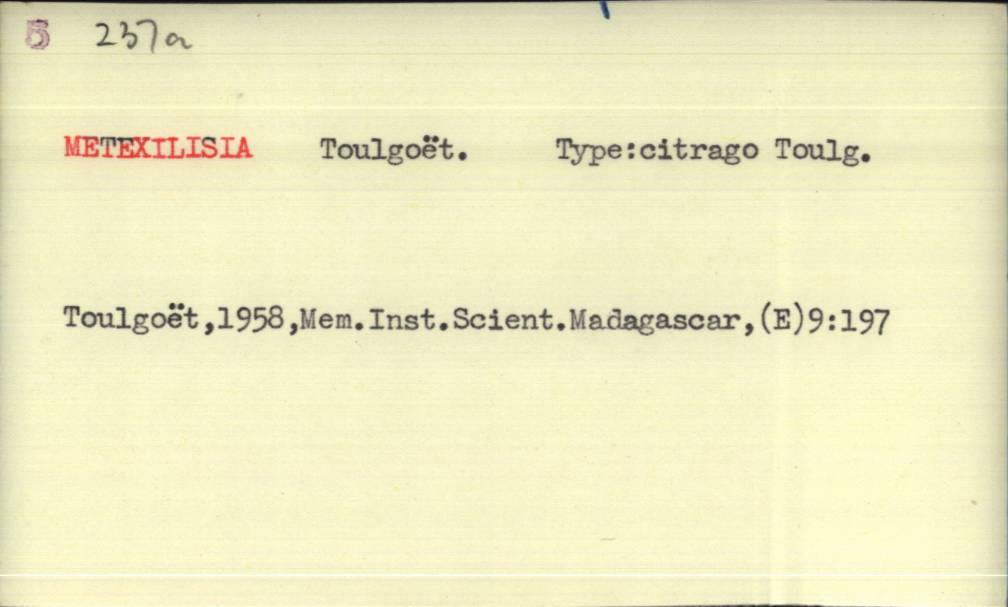 5 237a
METEXILISIA Toulgoët. Type:citrago Toulg.
Toulgoët,1958,Mem.Inst.Scient.Madagascar,(E)9:197